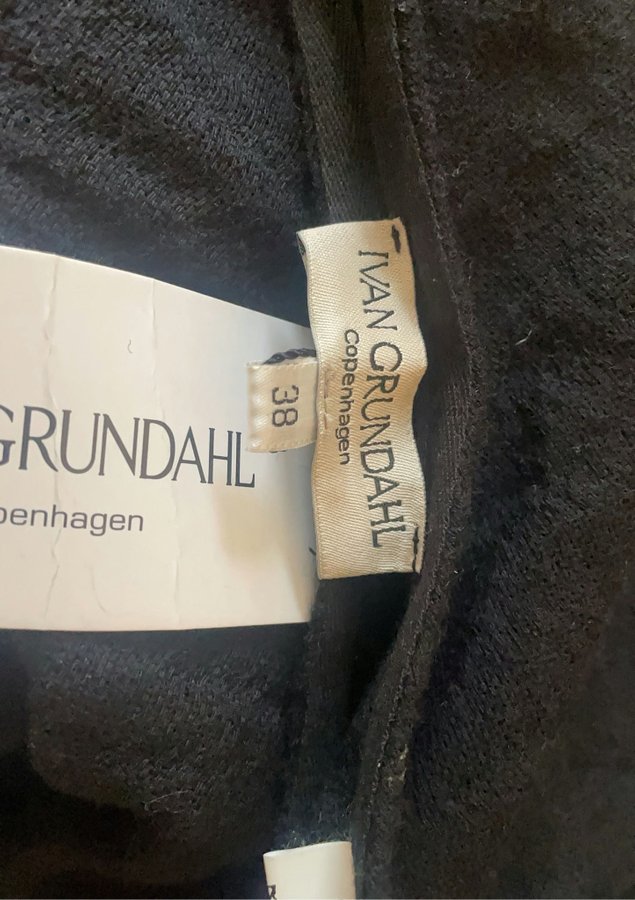 IVAN GRUNDAHL
Copenhagen
38
GRUNDAHL
penhagen